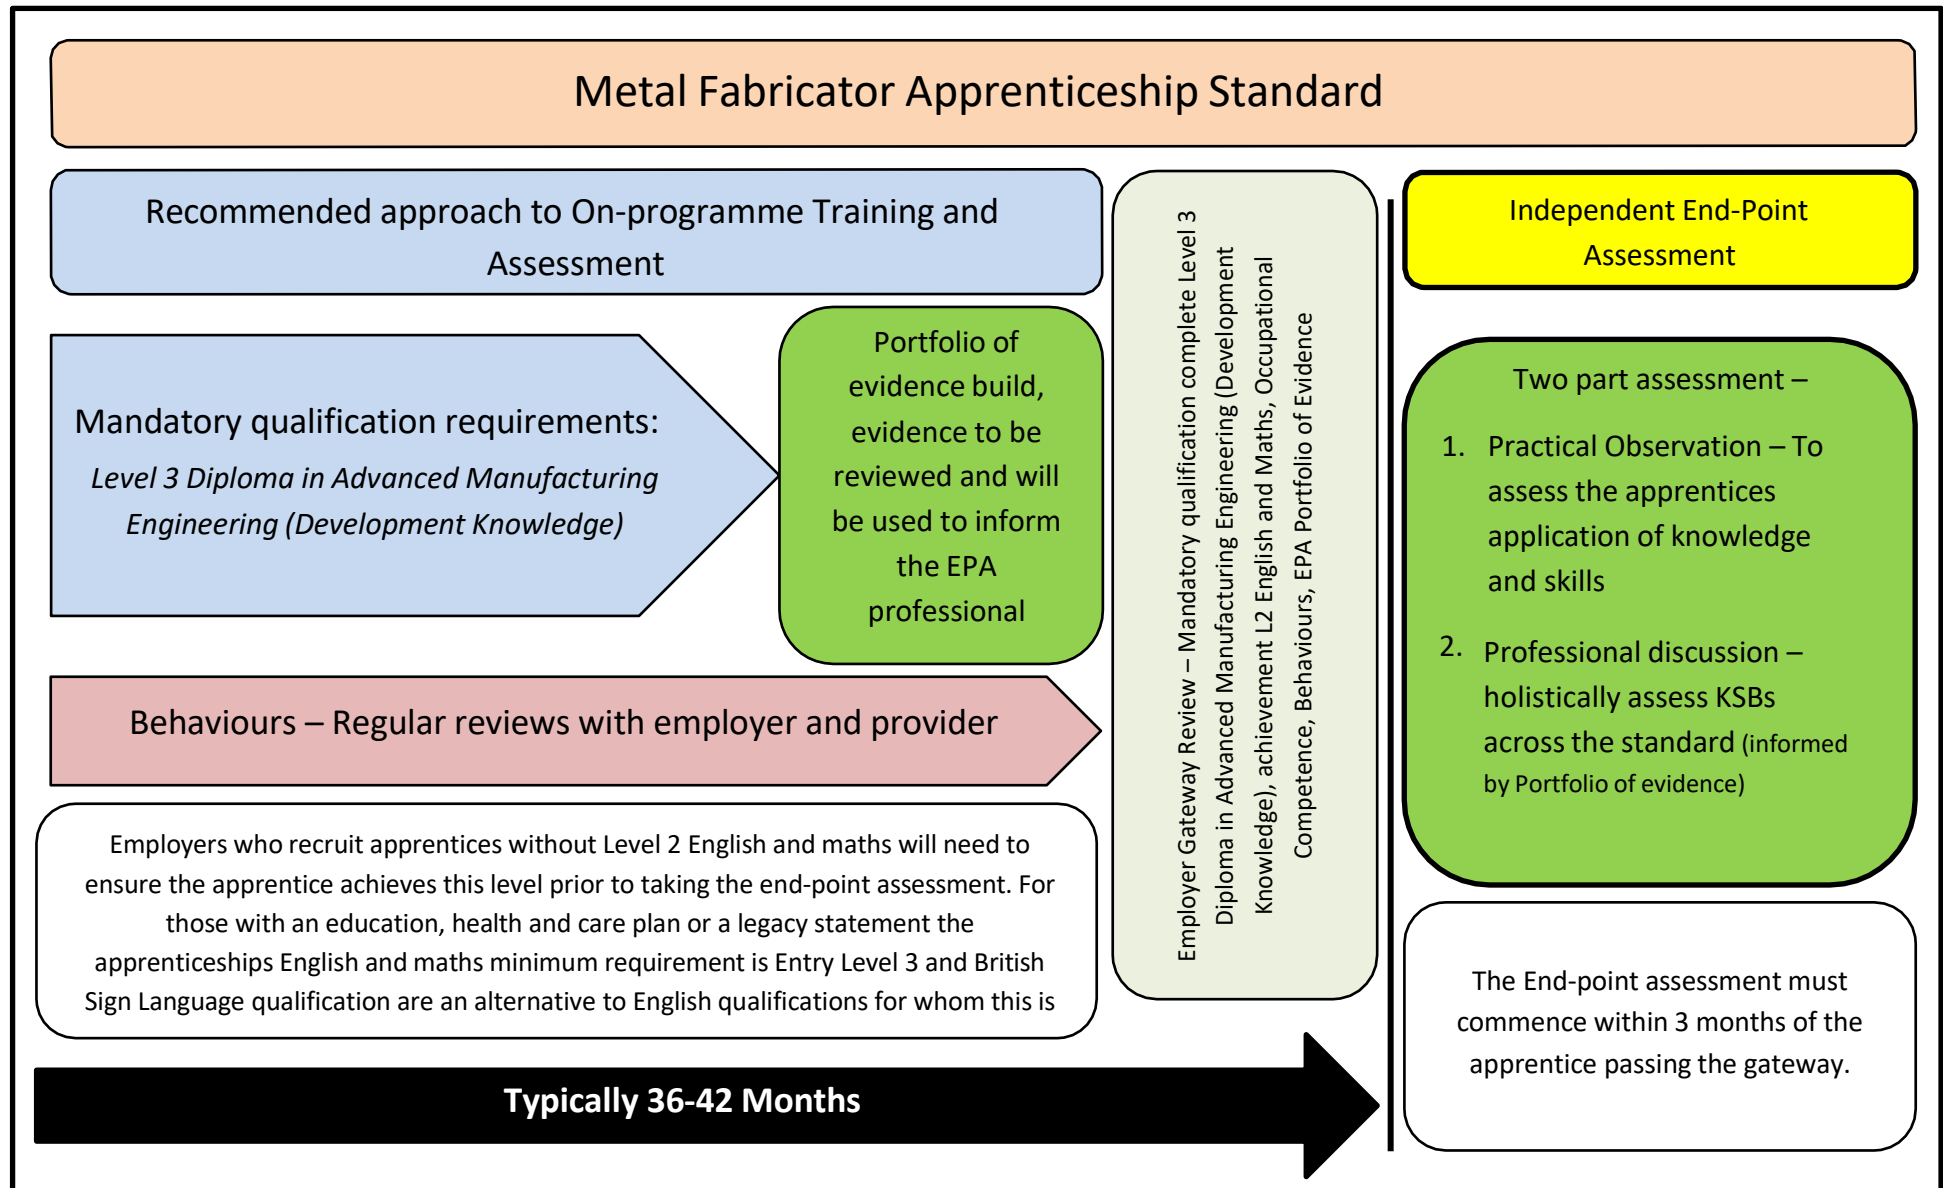 Metal Fabricator Apprenticeship Standard
Recommended approach to On-programme Training and
Assessment
Mandatory qualification requirements:
Level 3 Diploma in Advanced Manufacturing
Engineering (Development Knowledge)
Portfolio of
evidence build,
evidence to be
reviewed and will
be used to inform
the EPA
professional
Behaviours – Regular reviews with employer and provider
Employers who recruit apprentices without Level 2 English and maths will need to
ensure the apprentice achieves this level prior to taking the end-point assessment. For
those with an education, health and care plan or a legacy statement the
apprenticeships English and maths minimum requirement is Entry Level 3 and British
Sign Language qualification are an alternative to English qualifications for whom this is
Typically 36-42 Months
Employer Gateway Review – Mandatory qualification complete Level 3
Diploma in Advanced Manufacturing Engineering (Development
Knowledge), achievement L2 English and Maths, Occupational
Competence, Behaviours, EPA Portfolio of Evidence
Independent End-Point
Assessment
Two part assessment –
1. Practical Observation – To
assess the apprentices
application of knowledge
and skills
2. Professional discussion –
holistically assess KSBs
across the standard (informed
by Portfolio of evidence)
The End-point assessment must
commence within 3 months of the
apprentice passing the gateway.